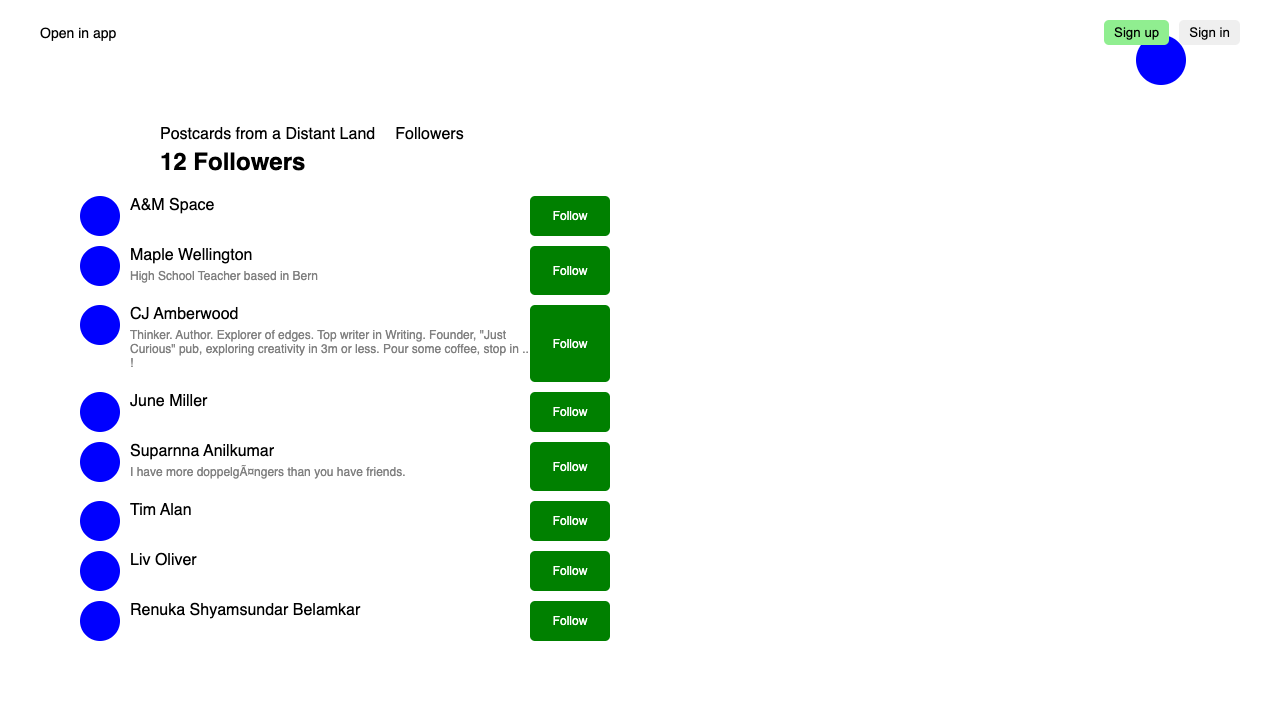 Open in app
Sign up
Sign in
Postcards from a Distant Land
Followers
12 Followers
A&M Space
Follow
Maple Wellington
High School Teacher based in Bern
Follow
CJ Amberwood
Thinker. Author. Explorer of edges. Top writer in Writing. Founder, "Just
Curious" pub, exploring creativity in 3m or less. Pour some coffee, stop in ..
!
Follow
June Miller
Follow
Suparnna Anilkumar
I have more doppelgÃ¤ngers than you have friends.
Follow
Tim Alan
Follow
Liv Oliver
Follow
Renuka Shyamsundar Belamkar
Follow